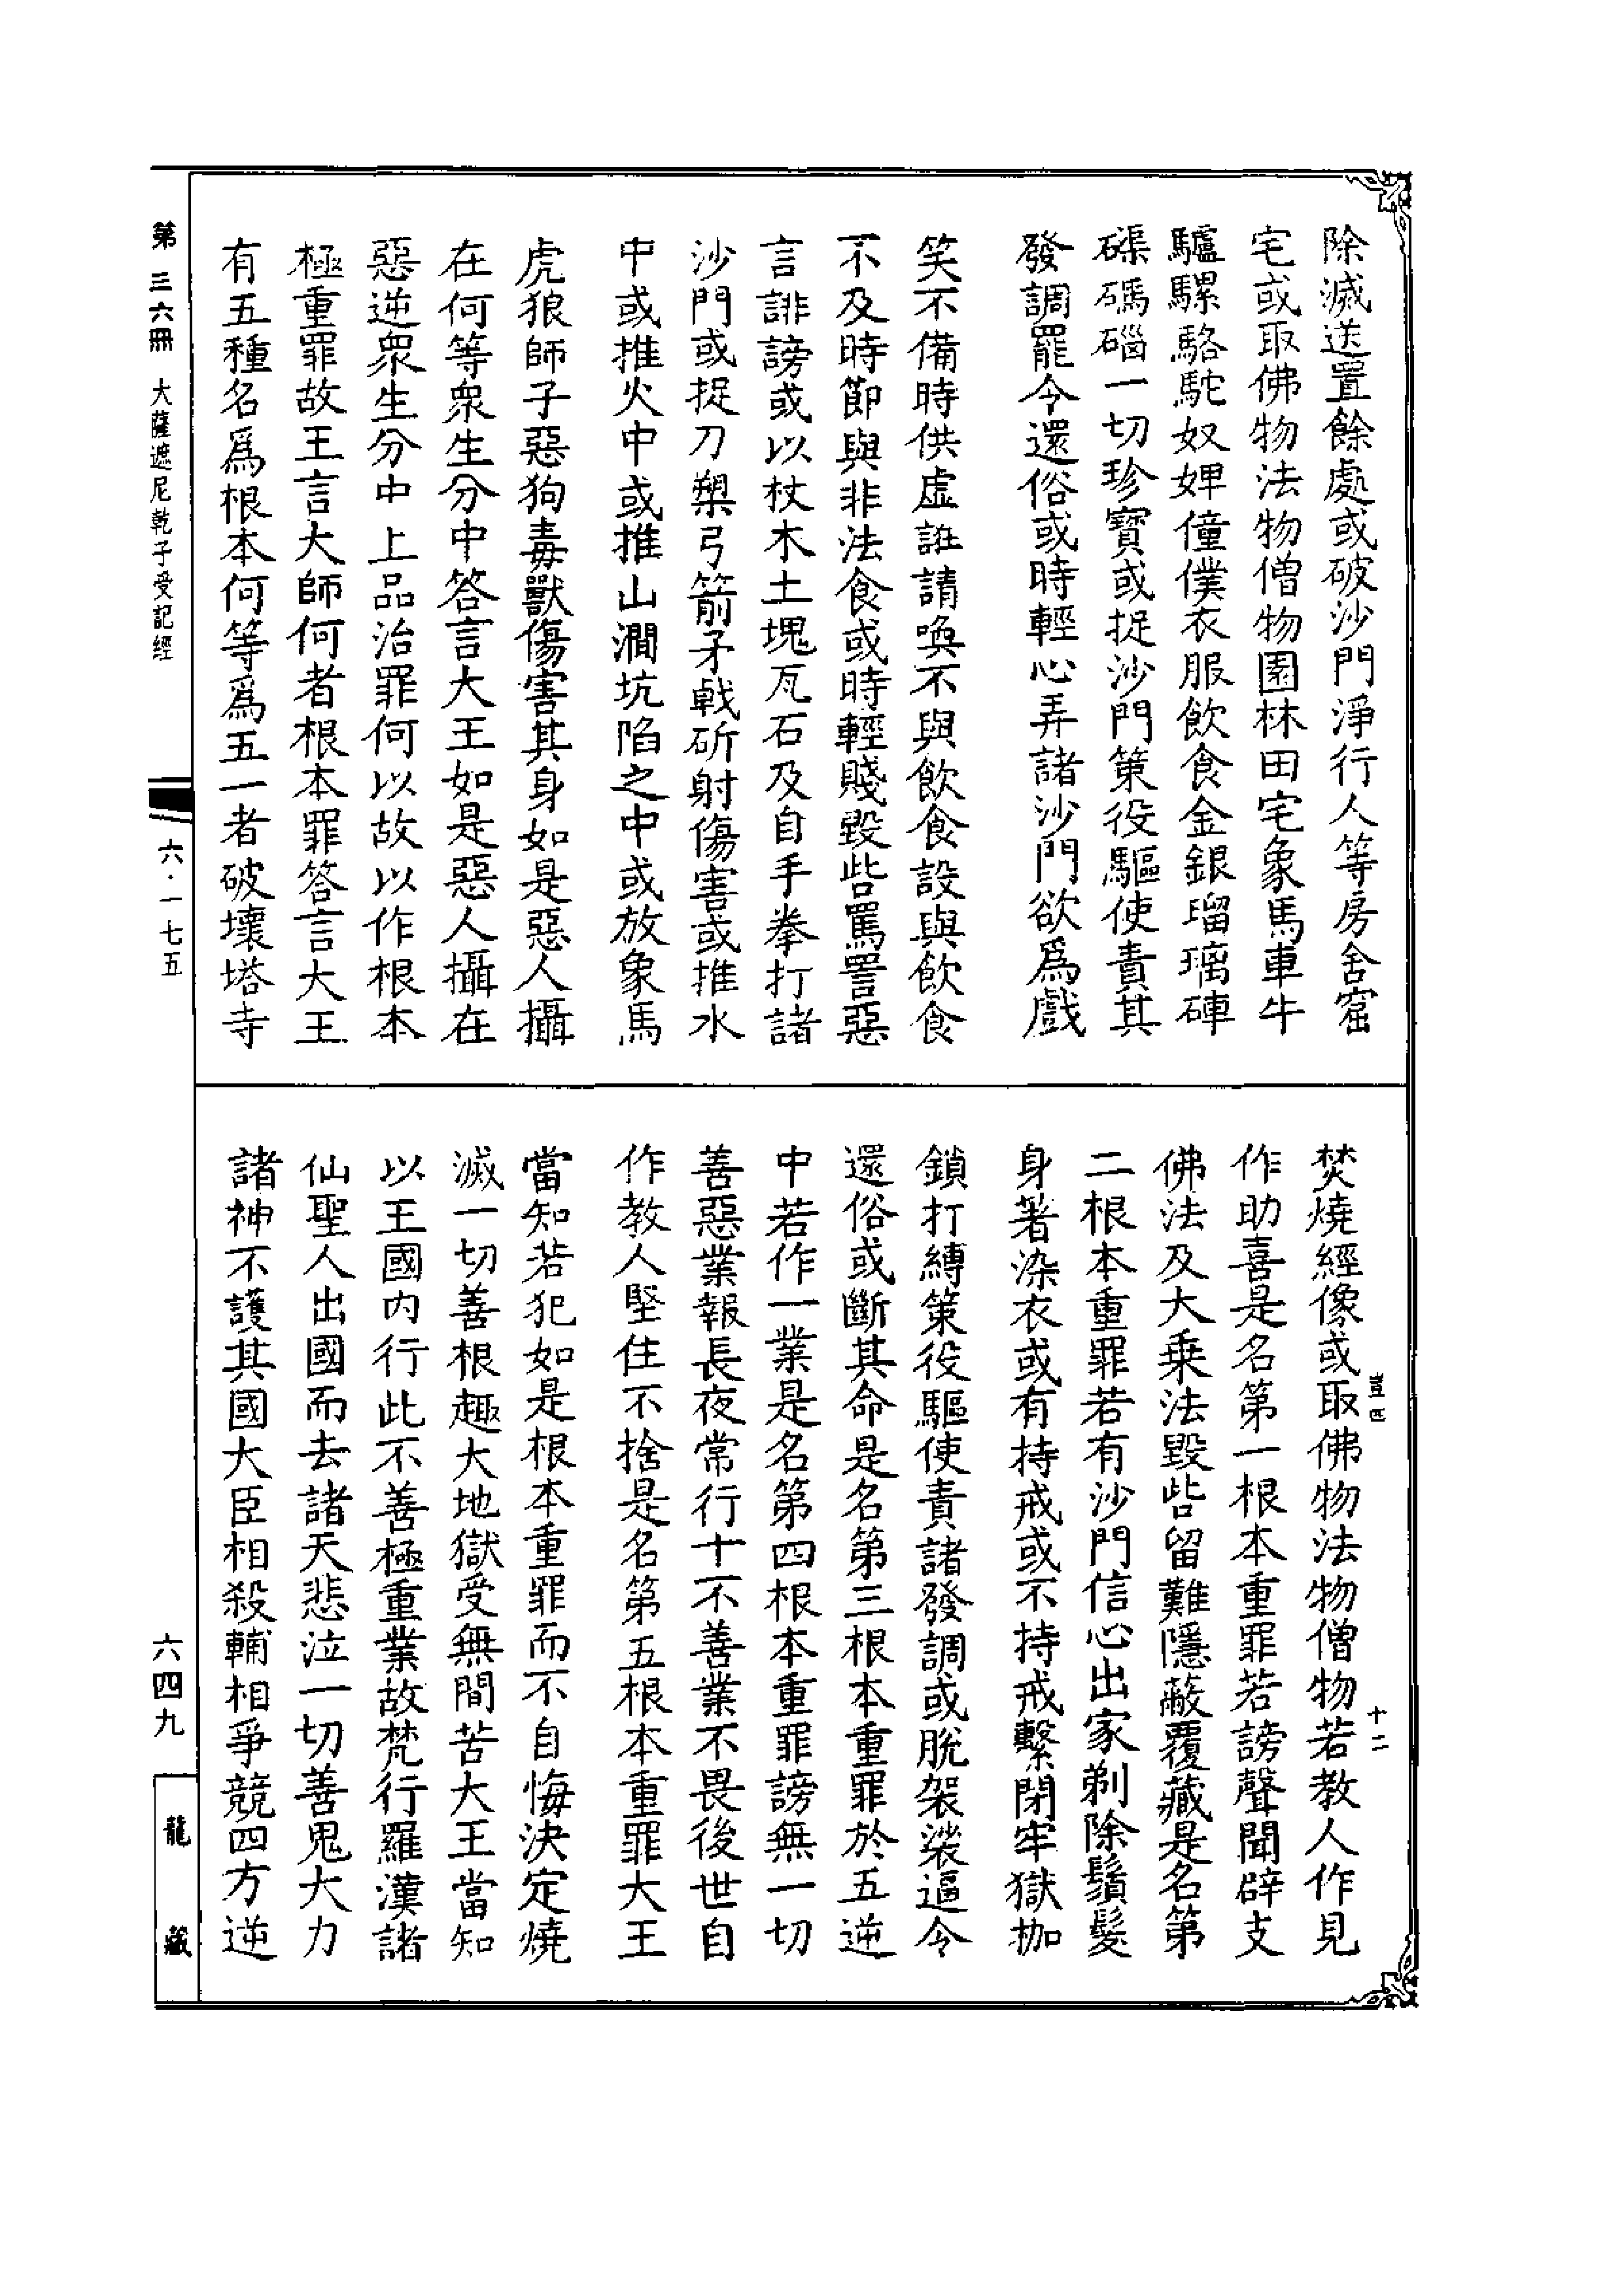 除滅送置餘處或破沙門淨行人等房舍窟
宅或取佛物法物僧物園林田宅象馬車牛
驢騾駱駝奴婢僮僕衣服飲食金銀瑠璃硨
磲碼碯一切珍寶或捉沙門策役驅使責其
發調罷令還俗或時輕心弄諸沙門欲爲戲
笑不備時供虛誑請喚不與飲食設與飲食
不及時節與非法食或時輕賤毀呰罵詈惡
言誹謗或以杖木土塊瓦石及自手拳打諸
沙門或捉刀槊弓箭矛戟斫射傷害或推水
中或推火中或推山澗坑陷之中或放象馬
虎狼師子惡狗毒獸傷害其身如是惡人攝
在何等衆生分中答言大王如是惡人攝在
惡逆衆生分中上品治罪何以故以作根本
極重罪故王言大師何者根本罪答言大王
有五種名爲根本何等爲五一者破壞塔寺
焚燒經像或取佛物法物僧物若教人作見
作助喜是名第一根本重罪若謗聲聞辟支
佛法及大乗法毀呰留難隱蔽覆藏是名第
二根本重罪若有沙門信心出家剃除鬚髮
身著染衣或有持戒或不持戒繫閉牢獄枷
鎖打縛策役驅使責諸發調或脫袈裟逼令
還俗或斷其命是名第三根本重罪於五逆
中若作一業是名第四根本重罪謗無一切
善惡業報長夜常行十不善業不畏後世自
作教人堅住不捨是名第五根本重罪大王
當知若犯如是根本重罪而不自悔決定燒
滅一切善根趣大地獄受無間苦大王當知
以王國內行此不善極重業故梵行羅漢諸
仙聖人出國而去諸天悲泣一切善鬼大力
諸神不護其國大臣相殺輔相爭競四方逆
豈四
十二
第三六冊 大薩遮尼乾子受記經
六·一七五
六四九
龍藏